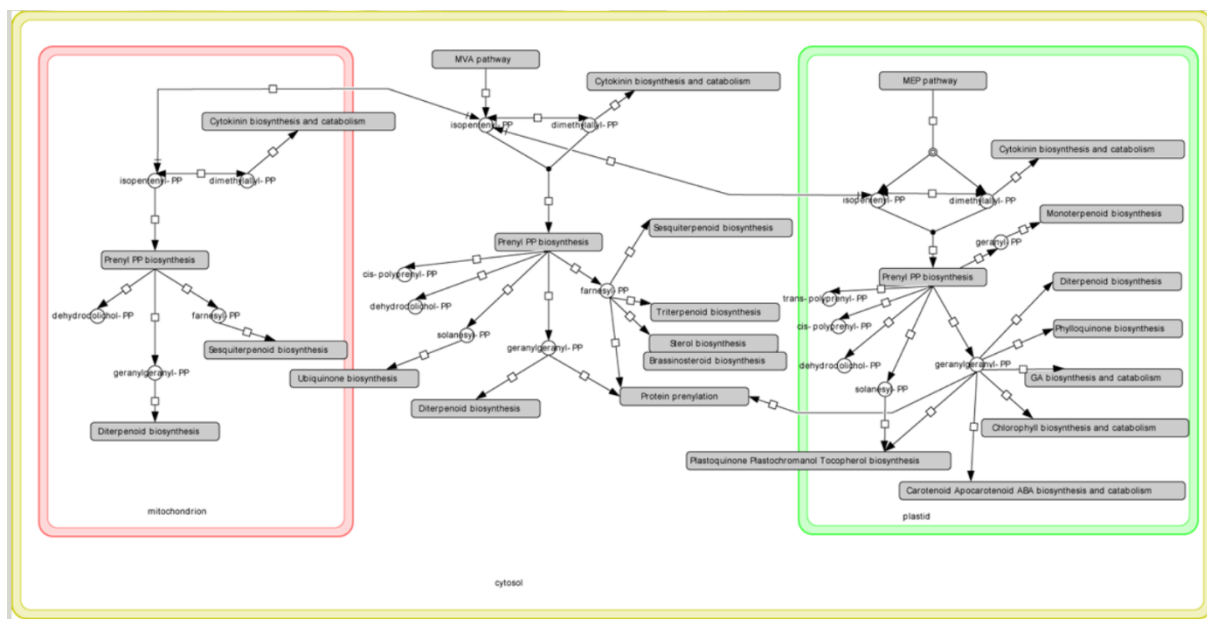 MVA pathway
Cytokinin biosynthesis and catabolism
isopentenyl- PP
dimethylallyl- PP
MEP pathway
Cytokinin biosynthesis and catabolism
isopentenyl- PP
dimethylallyl- PP
Cytokinin biosynthesis and catabolism
isopentenyl- PP
dimethylallyl- PP
Prenyl PP biosynthesis
dehydrodolichol- PP
farnesyl- PP
Sesquiterpenoid biosynthesis
geranylgeranyl- PP
Diterpenoid biosynthesis
mitochondrion
Prenyl PP biosynthesis
Sesquiterpenoid biosynthesis
cis- polyprenyl- PP
dehydrodolichol- PP
farnesyl- PP
Triterpenoid biosynthesis
solanesyl- PP
Sterol biosynthesis
geranylgeranyl- PP
Brassinosteroid biosynthesis
Ubiquinone biosynthesis
Protein prenylation
Diterpenoid biosynthesis
Monoterpenoid biosynthesis
geranyl- PP
Prenyl PP biosynthesis
Diterpenoid biosynthesis
trans- polyprenyl- PP
cis- polyprenyl- PP
Phylloquinone biosynthesis
dehydrodolichol- PP
geranylgeranyl- PP
GA biosynthesis and catabolism
solanesyl- PP
Chlorophyll biosynthesis and catabolism
Plastoquinone Plastochromanol Tocopherol biosynthesis
Carotenoid Apocarotenoid ABA biosynthesis and catabolism
plastid
cytosol